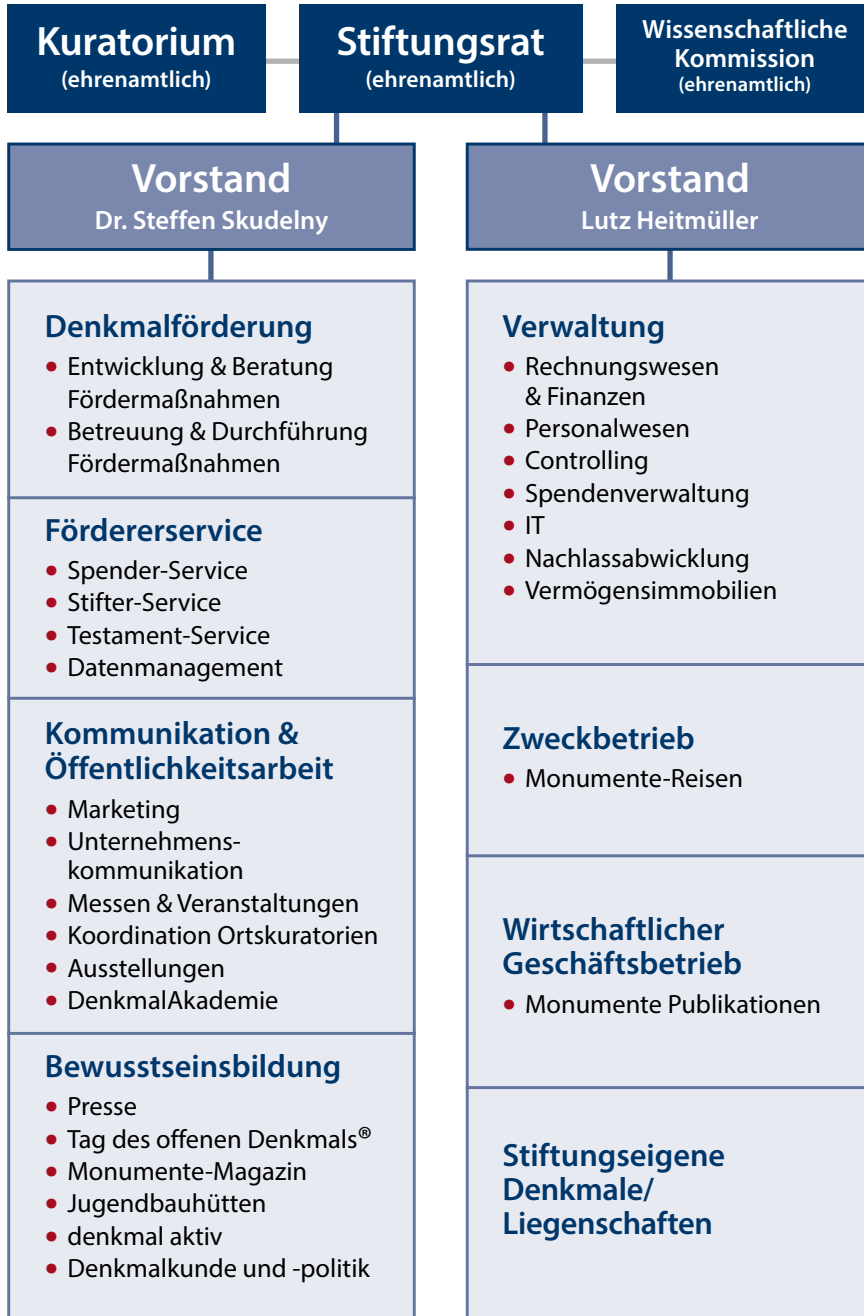 Kuratorium
(ehrenamtlich)
Stiftungsrat
(ehrenamtlich)
Wissenschaftliche
Kommission
(ehrenamtlich)
Vorstand
Dr. Steffen Skudelny
Denkmalförderung
• Entwicklung & Beratung
Fördermaßnahmen
• Betreuung & Durchführung
Fördermaßnahmen
Fördererservice
• Spender-Service
• Stifter-Service
• Testament-Service
• Datenmanagement
Kommunikation &
Öffentlichkeitsarbeit
• Marketing
• Unternehmens-
kommunikation
• Messen & Veranstaltungen
• Koordination Ortskuratorien
• Ausstellungen
• DenkmalAkademie
Bewusstseinsbildung
• Presse
• Tag des offenen Denkmals®
• Monumente-Magazin
• Jugendbauhütten
• denkmal aktiv
• Denkmalkunde und -politik
Vorstand
Lutz Heitmüller
Verwaltung
• Rechnungswesen
& Finanzen
• Personalwesen
• Controlling
• Spendenverwaltung
• IT
• Nachlassabwicklung
• Vermögensimmobilien
Zweckbetrieb
• Monumente-Reisen
Wirtschaftlicher
Geschäftsbetrieb
• Monumente Publikationen
Stiftungseigene
Denkmale/
Liegenschaften